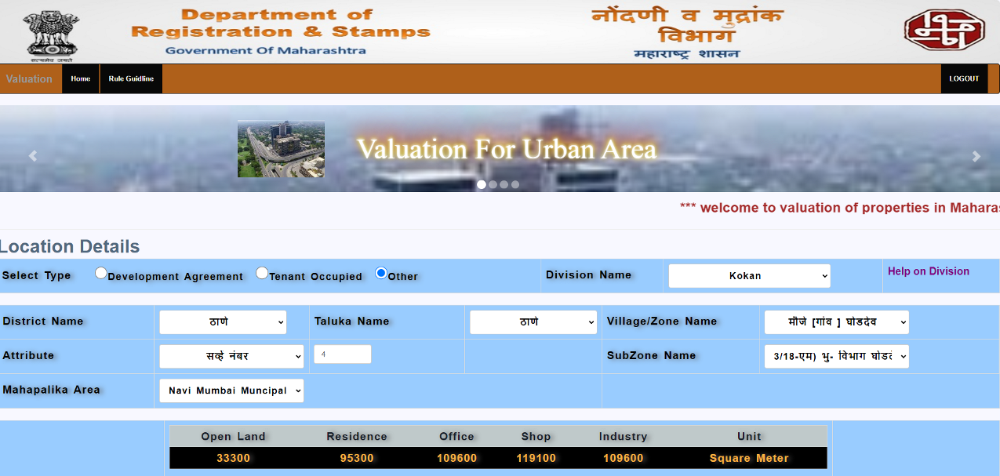 Department of
Registration & Stamps
Government Of Maharashtra
नोंदणी व मुद्रांक
विभाग
महाराष्ट्र शासन
सत्यमेव जयते
Valuation Home Rule Guidline LOGOUT
Valuation For Urban Area
*** welcome to valuation of properties in Mahara
Location Details
Select Type Development Agreement Tenant Occupied Other Division Name Kokan Help on Division
District Name ठाणे Taluka Name ठाणे Village/Zone Name मौजे [गांव ] घोडदेव
Attribute सर्व्हे नंबर 4 SubZone Name 3/18-एम) भु- विभाग
Mahapalika Area Navi Mumbai Muncipal
Open Land Residence Office Shop Industry Unit
33300 95300 109600 119100 109600 Square Meter